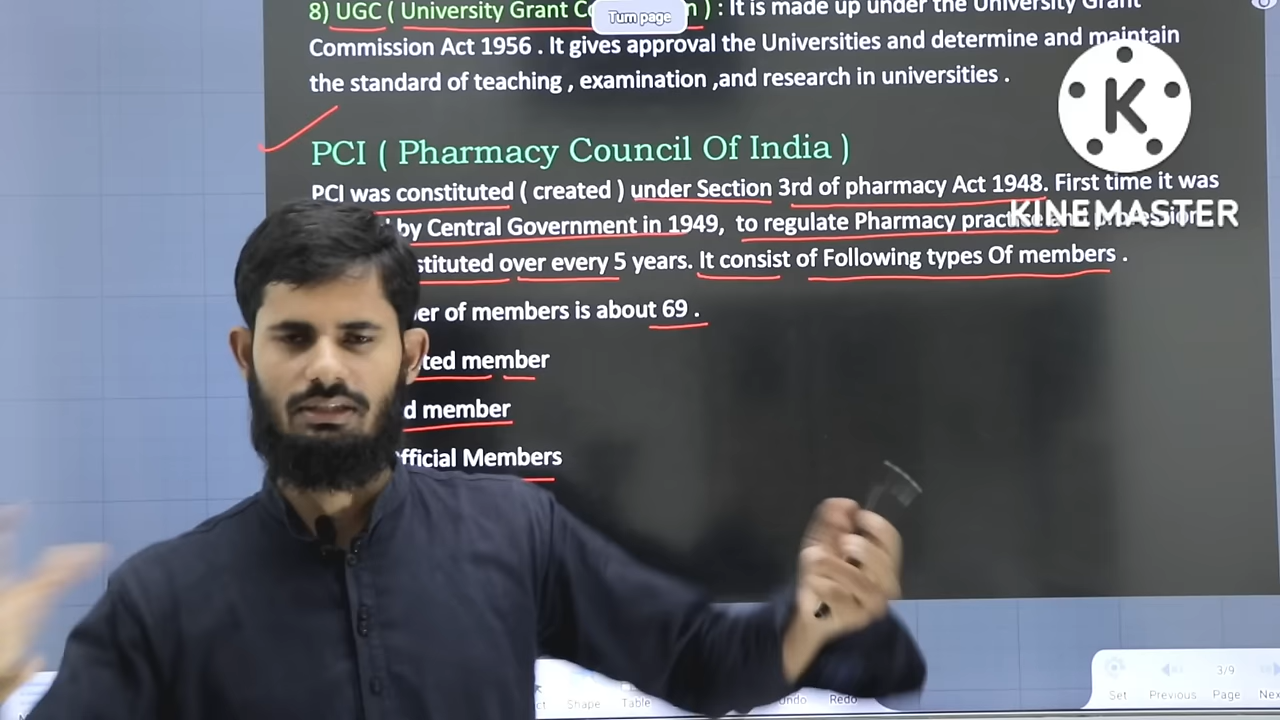 8) UGC ( University Grant C ) : It is made up under the University Grant
Turn page
Commission Act 1956 . It gives approval the Universities and determine and maintain
the standard of teaching , examination ,and research in universities .
PCI ( Pharmacy Council Of India )
PCI was constituted ( created ) under Section 3rd of pharmacy Act 1948. First time it was
by Central Government in 1949, to regulate Pharmacy practise and profession
stituted over every 5 years. It consist of Following types Of members .
er of members is about 69 .
ted member
d member
fficial Members
K
KINEMASTER
3/9
Set Previous Page Nex
ct Shape Table Undo Redo